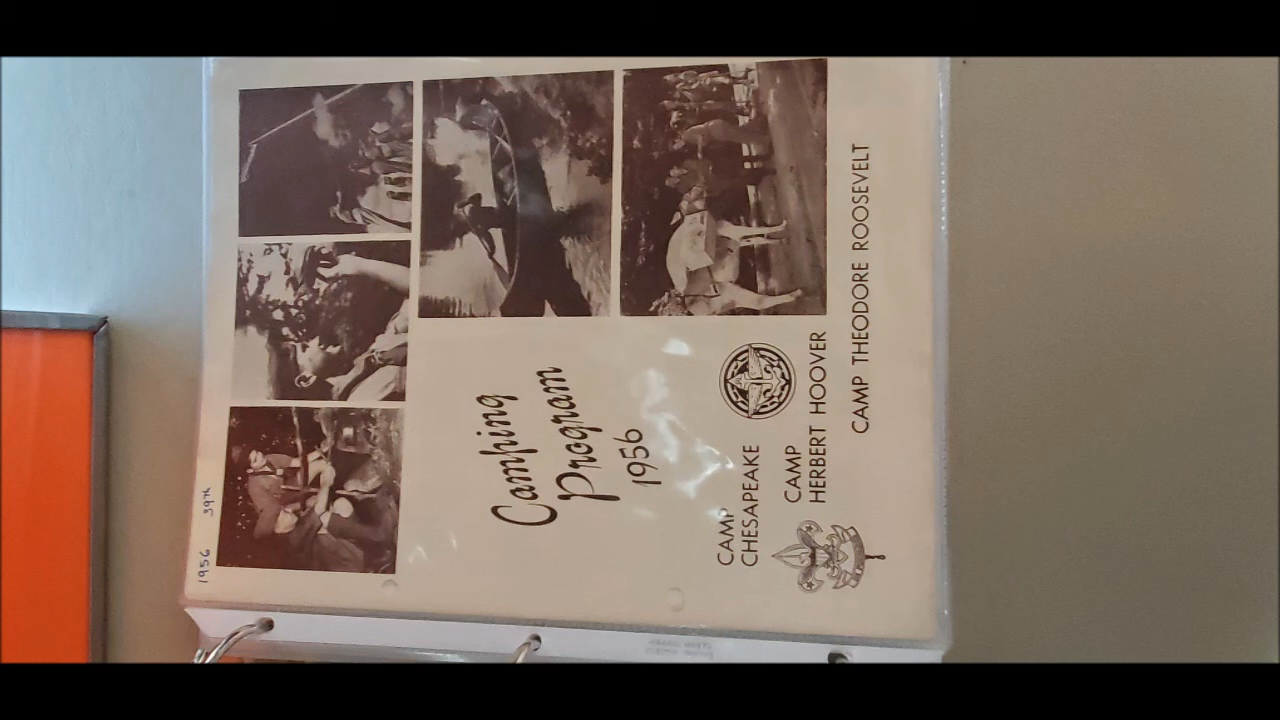 1956 39TH
Camping
Program
1956
CAMP
CHESAPEAKE
CAMP
HERBERT HOOVER
CAMP THEODORE ROOSEVELT